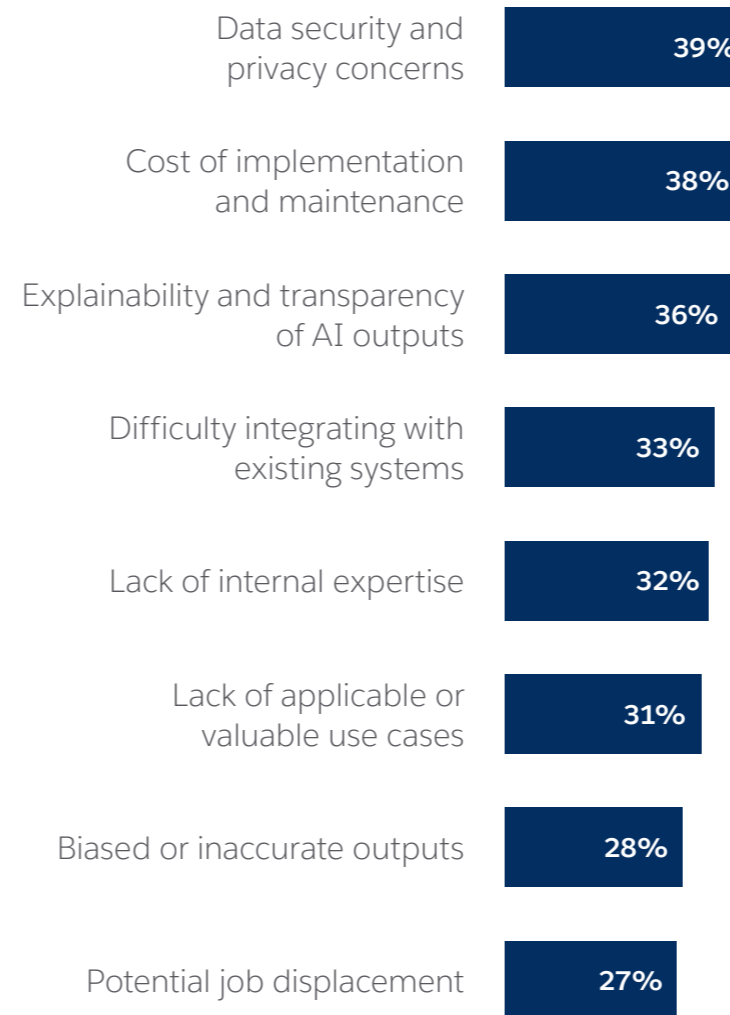 Data security and
privacy concerns
39%
Cost of implementation
and maintenance
38%
Explainability and transparency
of AI outputs
36%
Difficulty integrating with
existing systems
33%
Lack of internal expertise
32%
Lack of applicable or
valuable use cases
31%
Biased or inaccurate outputs
28%
Potential job displacement
27%